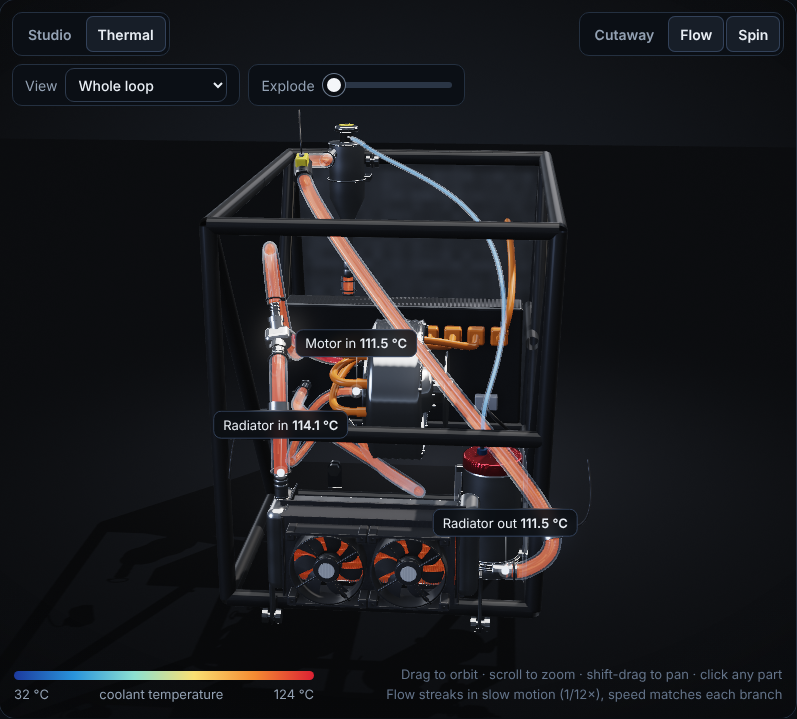 Studio Thermal Cutaway Flow Spin
View Whole loop Explode
Motor in 111.5 °C
Radiator in 114.1 °C
Radiator out 111.5 °C
Drag to orbit · scroll to zoom · shift-drag to pan · click any part
32 °C coolant temperature 124 °C
Flow streaks in slow motion (1/12×), speed matches each branch